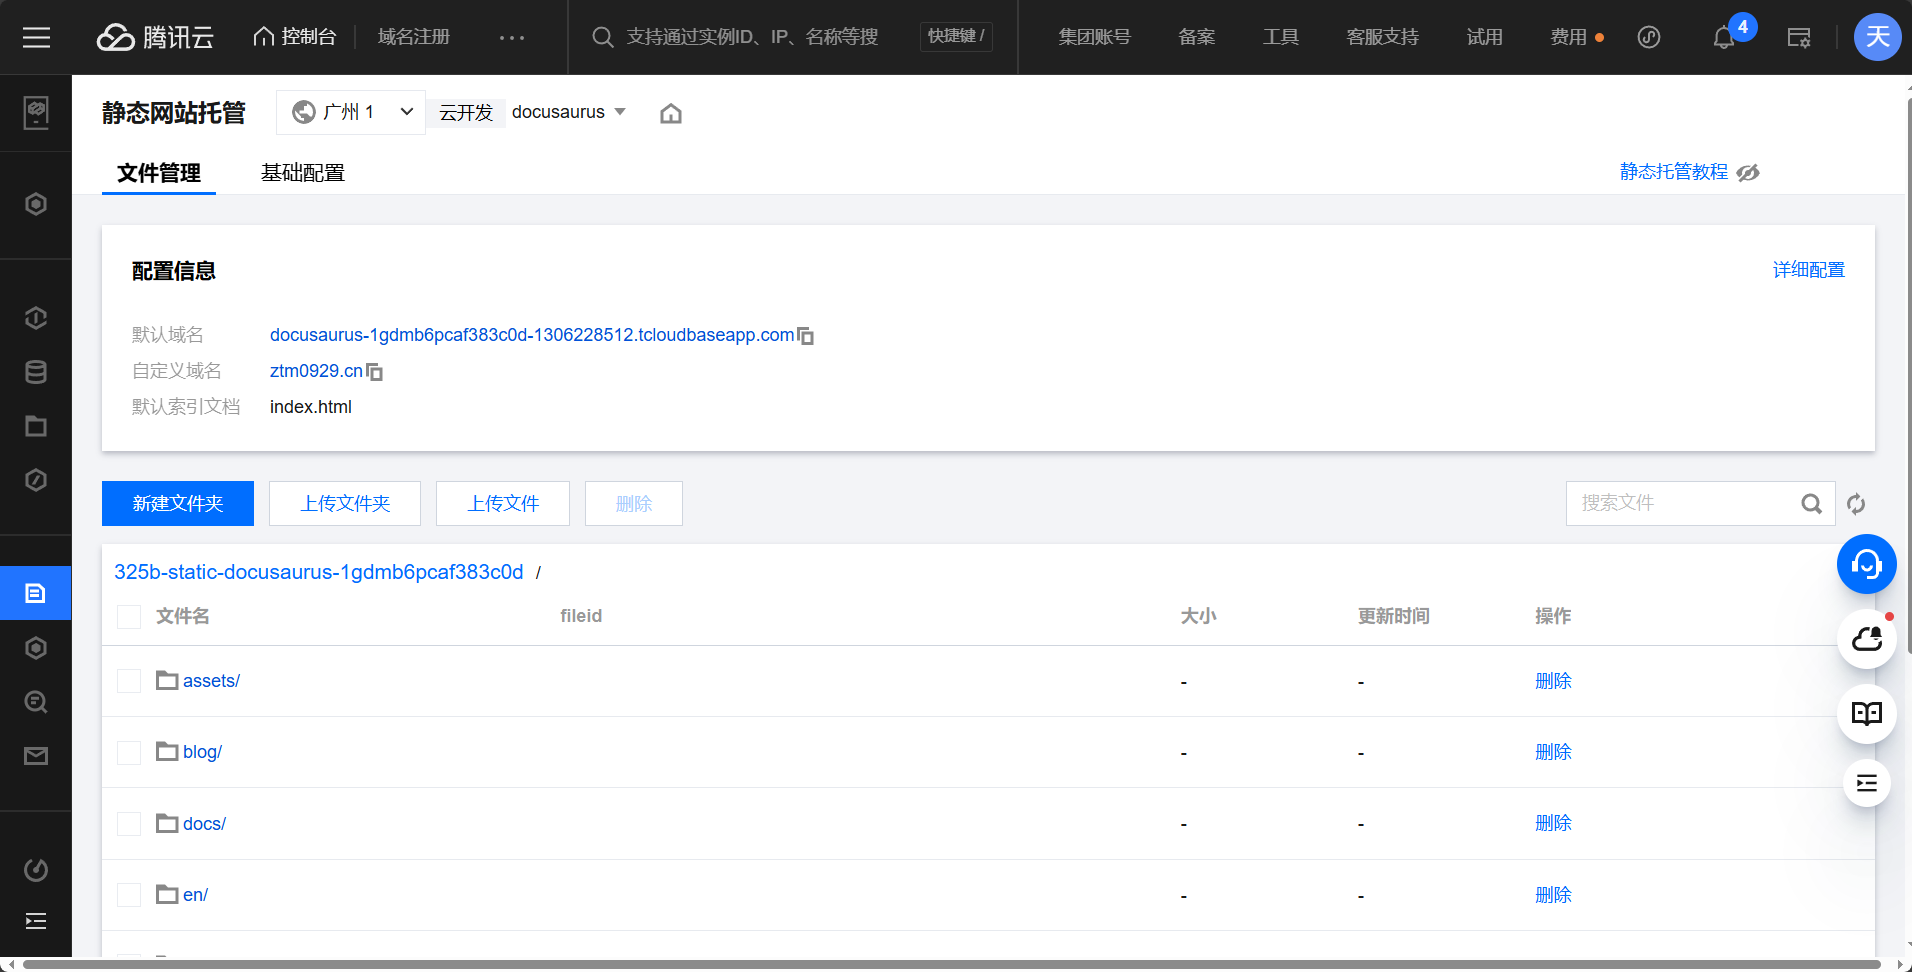 腾讯云 控制台 域名注册 ··· 支持通过实例ID、IP、名称等搜 快捷键 / 集团账号 备案 工具 客服支持 试用 费用 4 天
静态网站托管 广州 1 云开发 docusaurus
文件管理 基础配置 静态托管教程
配置信息 详细配置
默认域名 docusaurus-1gdmb6pcaf383c0d-1306228512.tcloudbaseapp.com
自定义域名 ztm0929.cn
默认索引文档 index.html
新建文件夹 上传文件夹 上传文件 删除 搜索文件
325b-static-docusaurus-1gdmb6pcaf383c0d /
文件名 fileid 大小 更新时间 操作
assets/ - - 删除
blog/ - - 删除
docs/ - - 删除
en/ - - 删除